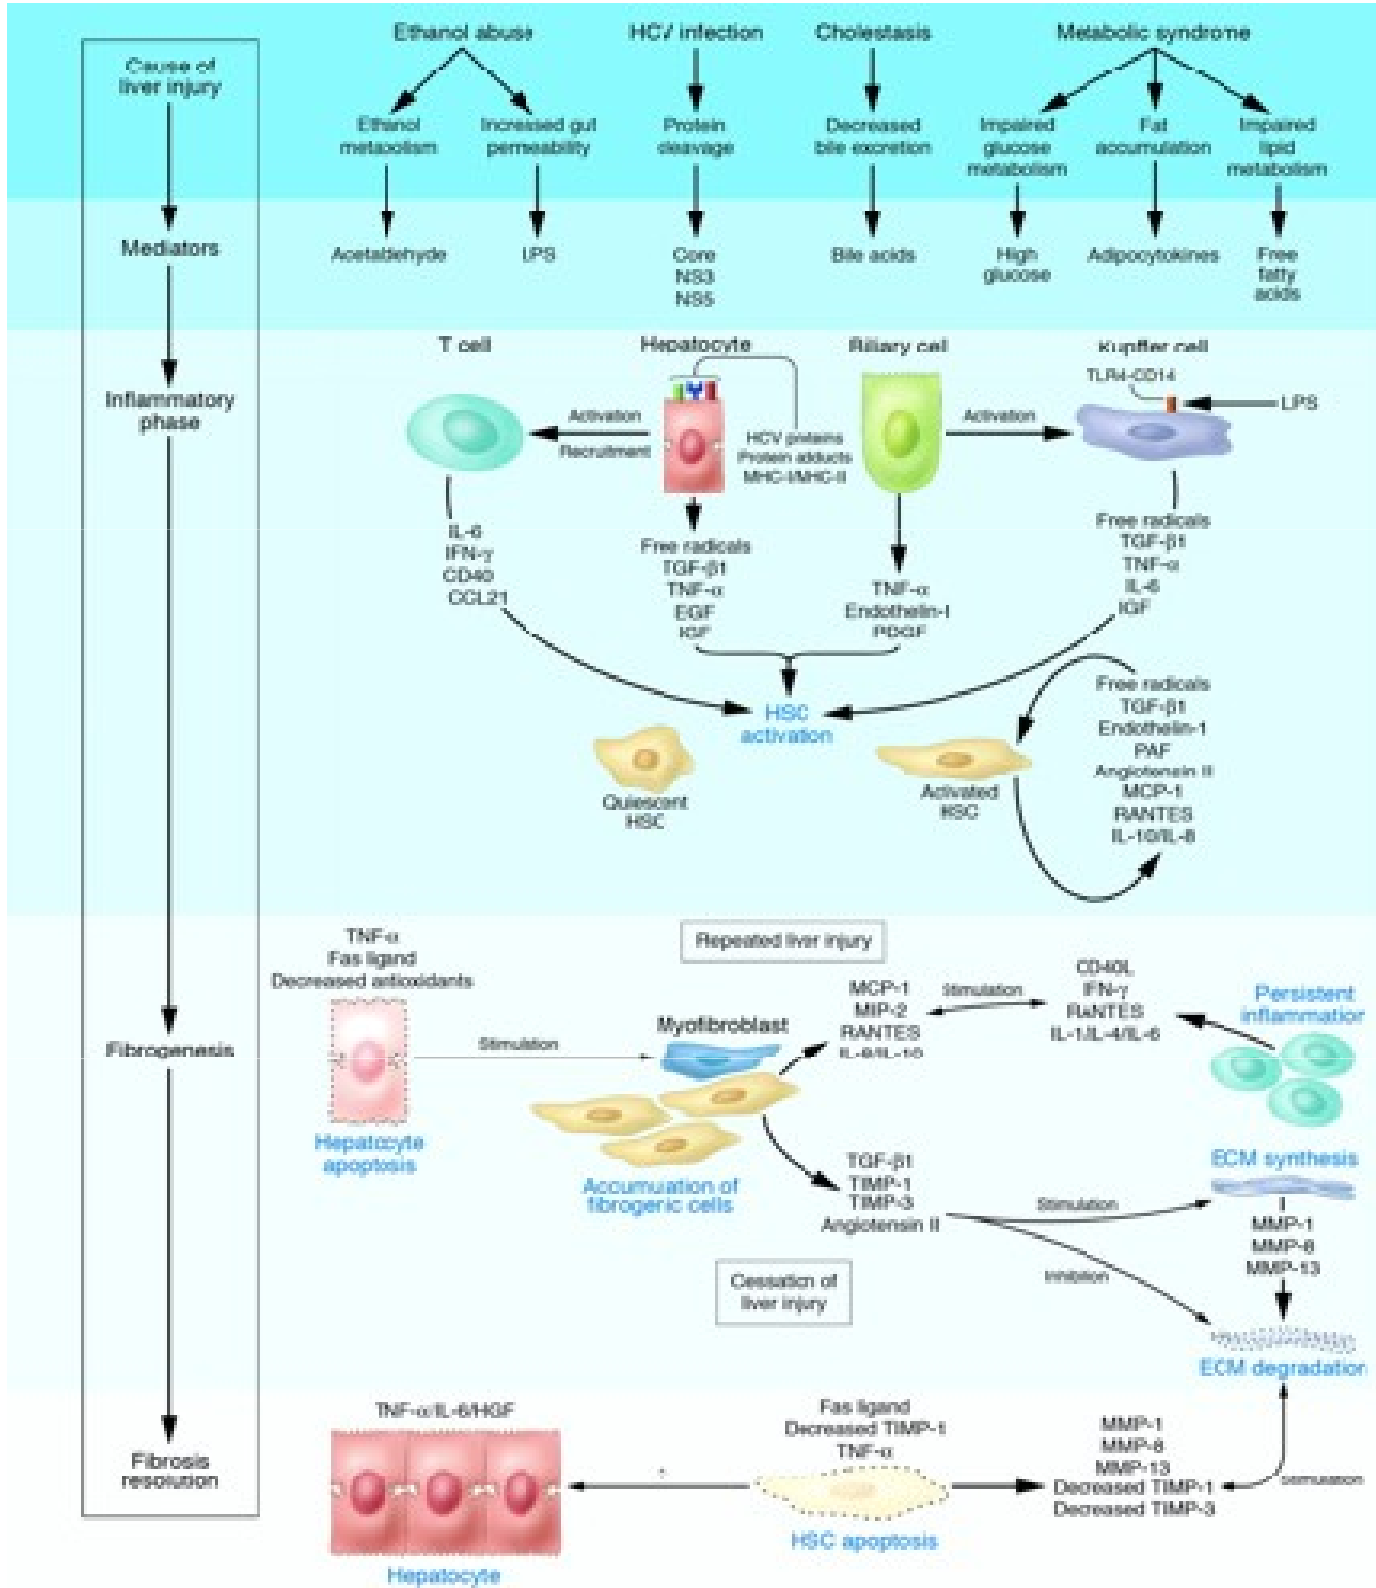 Ethanol abuse
HCV infection
Cholestasis
Metabolic syndrome
Cause of
liver injury
Ethanol
metabolism
Increased gut
permeability
Protein
cleavage
Decreased
bile excretion
Impaired
glucose
metabolism
Fat
accumulation
Impaired
lipid
metabolism
Mediators
Acetaldehyde
LPS
Core
NS3
NS5
Bile acids
High
glucose
Adipocytokines
Free
fatty
acids
Inflammatory
phase
T cell
Hepatocyte
Biliary cell
Kupffer cell
TLR4-CD14
LPS
Activation
Recruitment
HCV proteins
Protein adducts
MHC-I/MHC-II
Activation
IL-6
IFN-γ
CD40
CCL21
Free radicals
TGF-β1
TNF-α
EGF
IGF
TNF-α
Endothelin-I
PDGF
Free radicals
TGF-β1
TNF-α
IL-6
IGF
HSC
activation
Quiescent
HSC
Activated
HSC
Free radicals
TGF-β1
Endothelin-1
PAF
Angiotensin II
MCP-1
RANTES
IL-10/IL-8
Repeated liver injury
Fibrogenesis
TNF-α
Fas ligand
Decreased antioxidants
Hepatocyte
apoptosis
Stimulation
Myofibroblast
Accumulation of
fibrogenic cells
MCP-1
MIP-2
RANTES
IL-8/IL-10
Stimulation
CD40L
IFN-γ
RANTES
IL-1/IL-4/IL-6
Persistent
inflammation
TGF-β1
TIMP-1
TIMP-3
Angiotensin II
Stimulation
Inhibition
ECM synthesis
MMP-1
MMP-8
MMP-13
ECM degradation
Cessation of
liver injury
Fibrosis
resolution
TNF-α/IL-6/HGF
Hepatocyte
Fas ligand
Decreased TIMP-1
TNF-α
HSC apoptosis
MMP-1
MMP-8
MMP-13
Decreased TIMP-1
Decreased TIMP-3
Stimulation